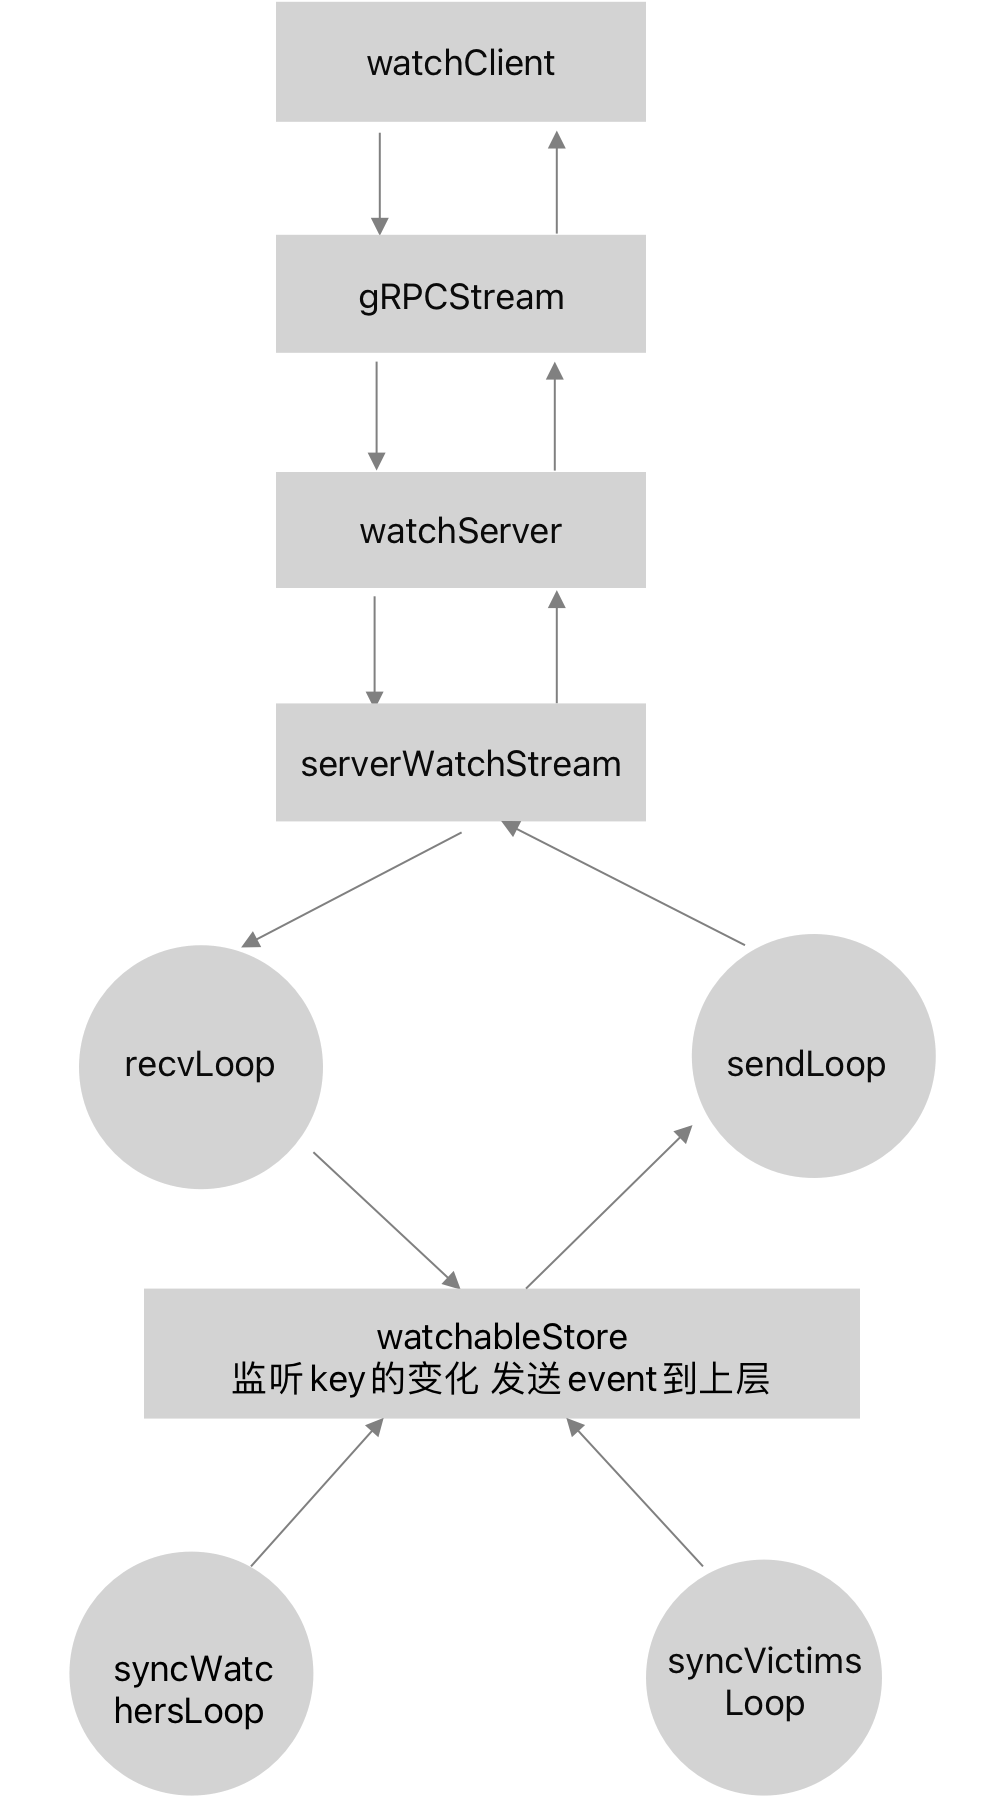 watchClient
gRPCStream
watchServer
serverWatchStream
recvLoop
sendLoop
watchableStore
监听key的变化 发送event到上层
syncWatc
hersLoop
syncVictims
Loop